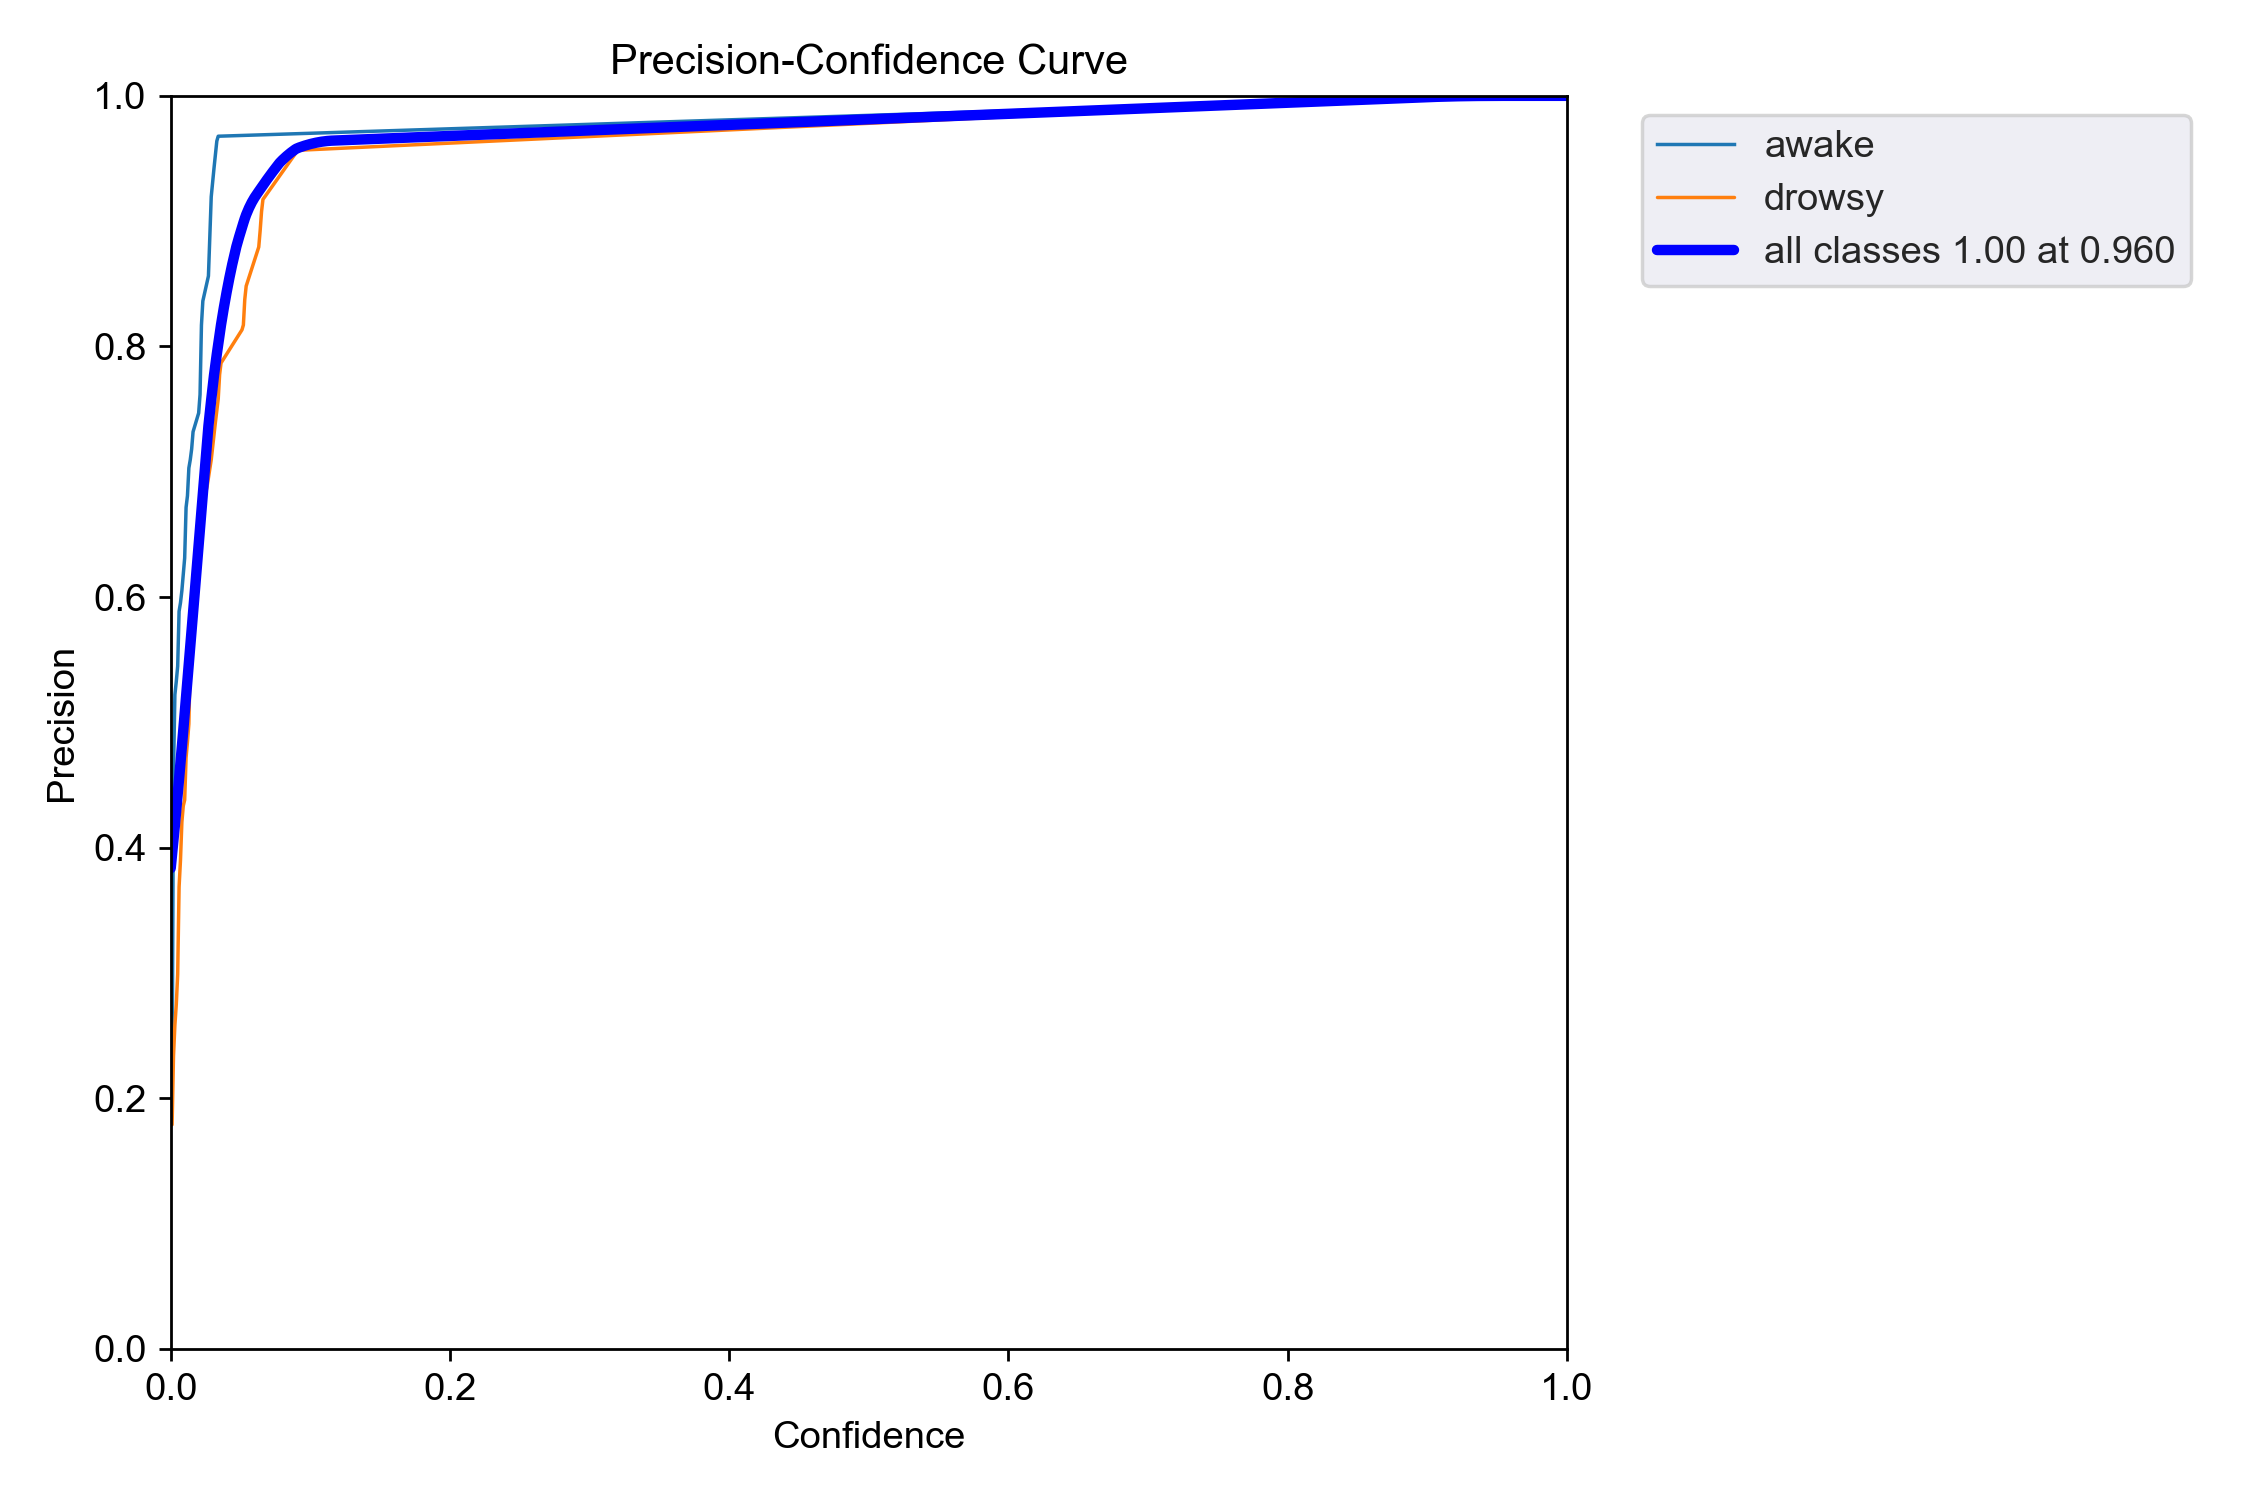 Precision-Confidence Curve
1.0
0.8
0.6
0.4
0.2
0.0
Precision
0.0 0.2 0.4 0.6 0.8 1.0
Confidence
awake
drowsy
all classes 1.00 at 0.960